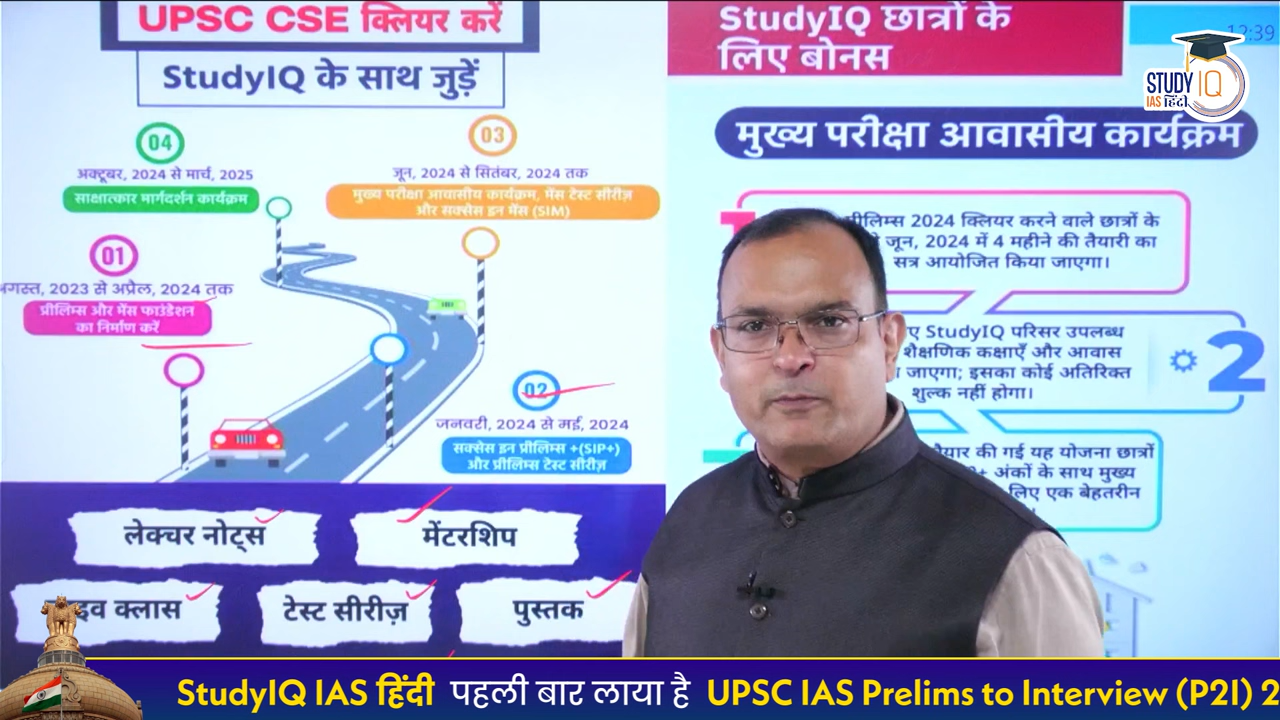 UPSC CSE क्लियर करें
StudyIQ के साथ जुड़ें
04
अक्टूबर, 2024 से मार्च, 2025
साक्षात्कार मार्गदर्शन कार्यक्रम
03
जून, 2024 से सितंबर, 2024 तक
मुख्य परीक्षा आवासीय कार्यक्रम, मेंस टेस्ट सीरीज़
और सक्सेस इन मेंस (SIM)
01
अगस्त, 2023 से अप्रैल, 2024 तक
प्रीलिम्स और मेंस फाउंडेशन
का निर्माण करें
02
जनवरी, 2024 से मई, 2024
सक्सेस इन प्रीलिम्स +(SIP+)
और प्रीलिम्स टेस्ट सीरीज़
लेक्चर नोट्स
मेंटरशिप
क्लास
टेस्ट सीरीज़
पुस्तक
StudyIQ छात्रों के
लिए बोनस
12:39
STUDY IQ
IAS हिंदी
मुख्य परीक्षा आवासीय कार्यक्रम
प्रीलिम्स 2024 क्लियर करने वाले छात्रों के
जून, 2024 में 4 महीने की तैयारी का
सत्र आयोजित किया जाएगा।
StudyIQ परिसर उपलब्ध
शैक्षणिक कक्षाएँ और आवास
जाएगा; इसका कोई अतिरिक्त
शुल्क नहीं होगा।
2
तैयार की गई यह योजना छात्रों
अंकों के साथ मुख्य
लिए एक बेहतरीन
StudyIQ IAS हिंदी पहली बार लाया है UPSC IAS Prelims to Interview (P2I) 2